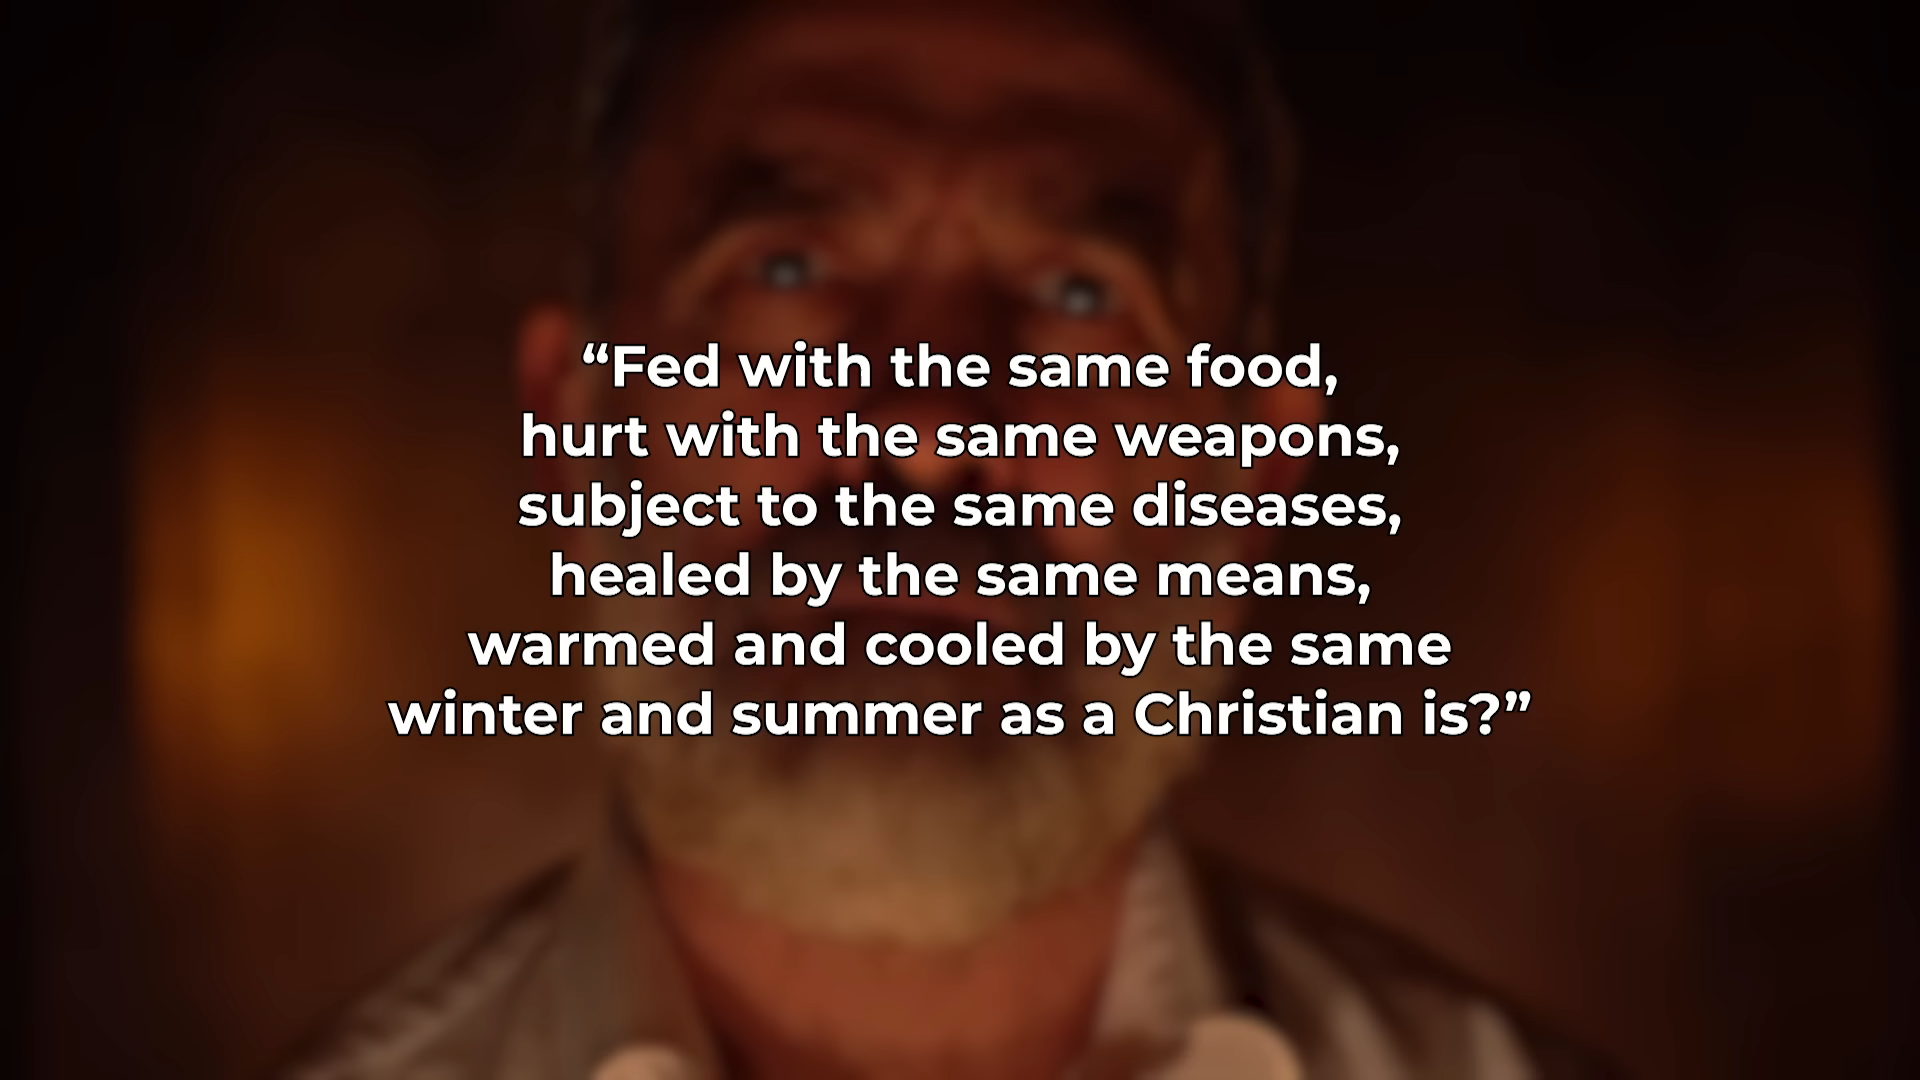 “Fed with the same food,
hurt with the same weapons,
subject to the same diseases,
healed by the same means,
warmed and cooled by the same
winter and summer as a Christian is?”